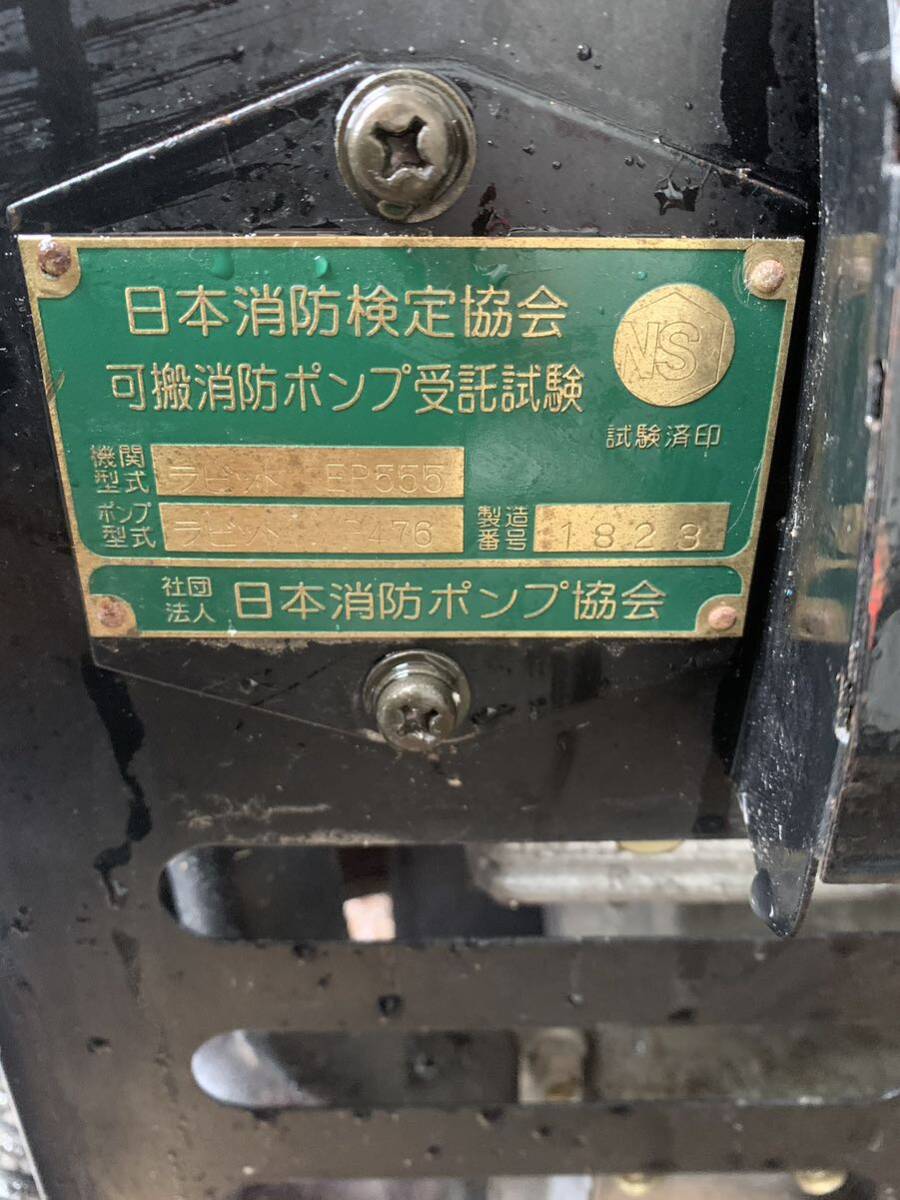 日本消防検定協会
可搬消防ポンプ受託試験
NS
試験済印
機関型式 ラビット EP555
ポンプ型式 ラビット 476
製造番号 1823
社団法人 日本消防ポンプ協会